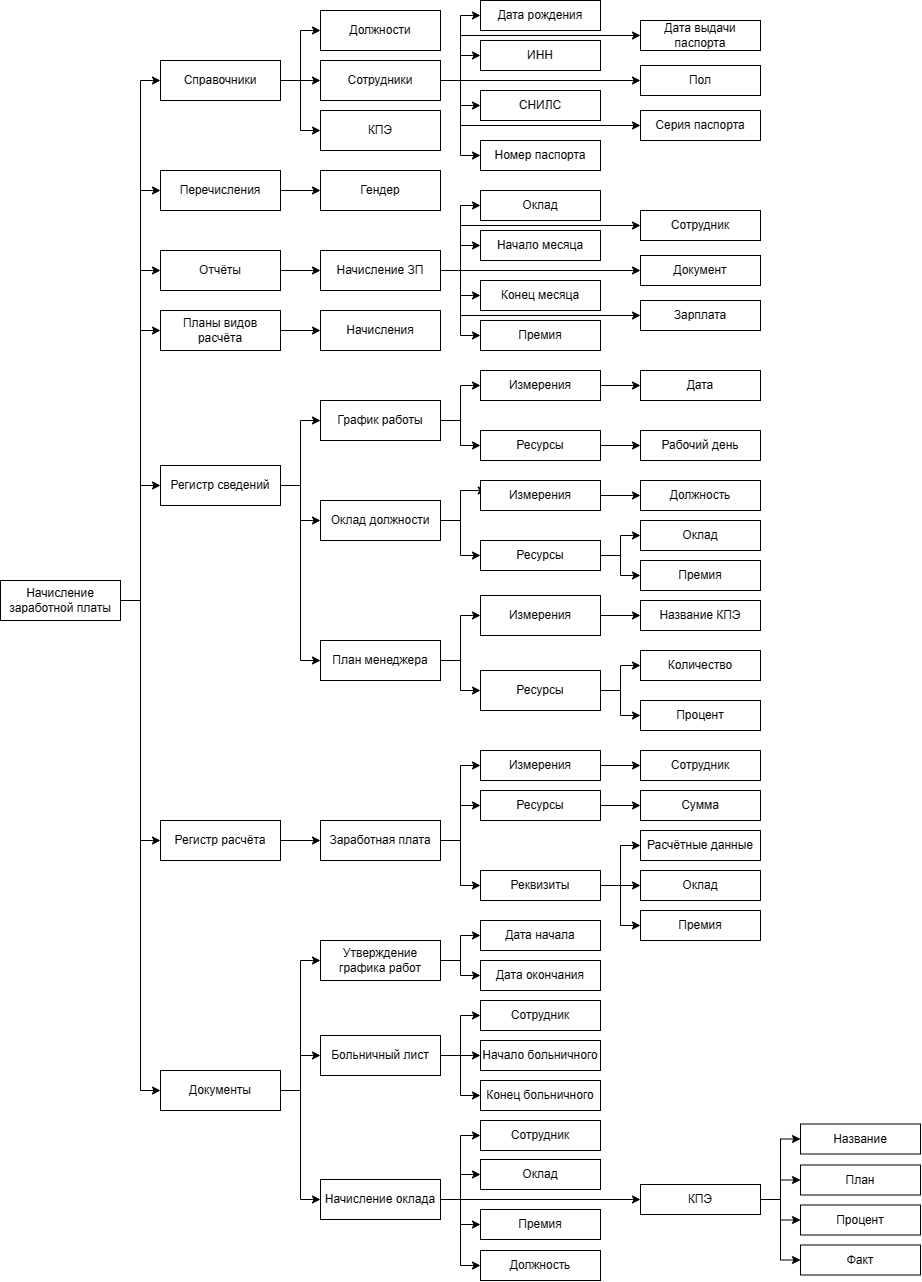 Начисление
заработной платы
Справочники
Должности
Сотрудники
Дата рождения
Дата выдачи
паспорта
ИНН
Пол
СНИЛС
Серия паспорта
Номер паспорта
КПЭ
Перечисления
Гендер
Отчёты
Начисление ЗП
Оклад
Сотрудник
Начало месяца
Документ
Конец месяца
Зарплата
Премия
Планы видов
расчёта
Начисления
Регистр сведений
График работы
Измерения
Дата
Ресурсы
Рабочий день
Оклад должности
Измерения
Должность
Ресурсы
Оклад
Премия
План менеджера
Измерения
Название КПЭ
Ресурсы
Количество
Процент
Регистр расчёта
Заработная плата
Измерения
Сотрудник
Ресурсы
Сумма
Реквизиты
Расчётные данные
Оклад
Премия
Документы
Утверждение
графика работ
Дата начала
Дата окончания
Больничный лист
Сотрудник
Начало больничного
Конец больничного
Начисление оклада
Сотрудник
Оклад
КПЭ
Название
План
Процент
Факт
Премия
Должность